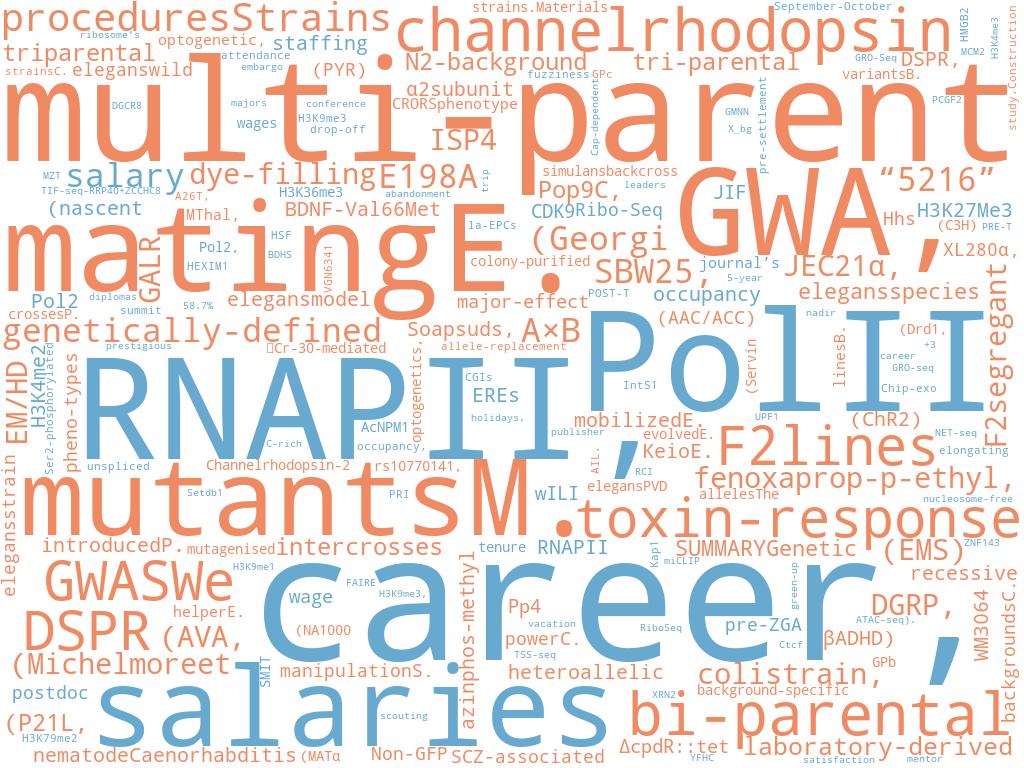 proceduresStrains
ribosome's
optogenetic,
staffing
strains.Materials
September-October
channelrhodopsin
HMGB2
H3K4me3
triparental
attendance
embargo
(PYR)
N2-background
tri-parental
GRO-Seq
DSPR,
MCM2
strainsC.
eleganswild
α2subunit
fuzziness
GPc
variantsB.
multi-parent
DGCR8
majors
conference
H3K9me3
drop-off
wages
CRORSphenotype
ISP4
Cap-dependent
GMNN
X_bg
pre-settlement
PCGF2
study.Construction
MZT
salary
dye-filling
E198A
trip
simulansbackcross
GWA,
“5216”
TIF-seq-RRP40+ZCCHC8
A26T,
H3K36me3
abandonment
Pop9C,
leaders
JIF
(nascent
MThal,
BDNF-Val66Met
1a-EPCs
CDK9
Ribo-Seq
Hhs
H3K27Me3
(C3H)
PRE-T
matingE.
GALR
Pol2,
HSF
BDHS
HEXIM1
VGN6341
(Georgi
colony-purified
SBW25,
journal’s
5-year
JEC21α,
XL280α,
Pol2
diplomas
58.7%
elegansmodel
major-effect
POST-T
occupancy
elegansspecies
crossesP.
summit
genetically-defined
Soapsuds,
A×B
(AAC/ACC)
nadir
(Drd1,
F2segregant
EM/HD
H3K4me2
prestigious
Cr-30-mediated
allele-replacement
PolII,
(Servin
linesB.
career
+3
GRO-seq
Ser2-phosphorylated
pheno-types
RNAPII
optogenetics,
CGIs
EREs
IntS1
Chip-exo
AcNPM1
holidays,
mobilizedE.
UPF1
(ChR2)
unspliced
C-rich
occupancy,
publisher
evolvedE.
F2lines
NET-seq
elongating
Channelrhodopsin-2
rs10770141,
AIL.
KeioE.
RCI
elegansstrain
mutantsM.
Setdb1
PRI
wILI
elegansPVD
allelesThe
fenoxaprop-p-ethyl,
nucleosome-free
toxin-response
introducedP.
mutagenised
intercrosses
tenure
RNAPII
Kap1
SUMMARYGenetic
(EMS)
ZNF143
miCLIP
GWASWe
H3K9me1
FAIRE
career,
green-up
recessive
wage
H3K9me3,
azinphos-methyl
Pp4
DGRP,
WM3064
backgroundsC.
DSPR
helperE.
(AVA,
(NA1000
vacation
RiboSeq
pre-ZGA
ATAC-seq).
powerC.
Ctcf
βADHD)
(Michelmoreet
SMIT
manipulationS.
TSS-seq
heteroallelic
colistrain,
GPb
postdoc
salaries
XRN2
background-specific
(P21L,
scouting
bi-parental
H3K79me2
nematodeCaenorhabditis
(MATα
Non-GFP
SCZ-associated
ΔcpdR::tet
YFHC
laboratory-derived
satisfaction
mentor